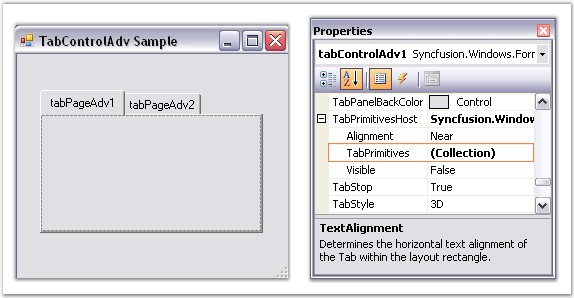 TabControlAdv Sample
tabPageAdv1
tabPageAdv2
Properties
tabControlAdv1 Syncfusion.Windows.Forr
TabPanelBackColor Control
TabPrimitivesHost Syncfusion.Window
Alignment Near
TabPrimitives (Collection)
Visible False
TabStop True
TabStyle 3D
TextAlignment
Determines the horizontal text alignment of
the Tab within the layout rectangle.